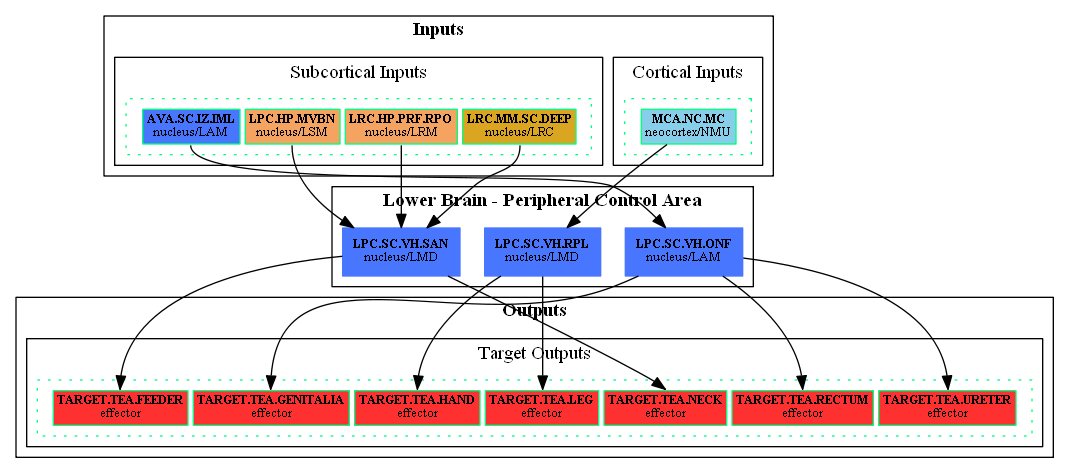 Inputs
Subcortical Inputs
Cortical Inputs
AVA.SC.IZ.IML
nucleus/LAM
LPC.HP.MVBN
nucleus/LSM
LRC.HP.PRF.RPO
nucleus/LRM
LRC.MM.SC.DEEP
nucleus/LRC
MCA.NC.MC
neocortex/NMU
Lower Brain - Peripheral Control Area
LPC.SC.VH.SAN
nucleus/LMD
LPC.SC.VH.RPL
nucleus/LMD
LPC.SC.VH.ONF
nucleus/LAM
Outputs
Target Outputs
TARGET.TEA.FEEDER
effector
TARGET.TEA.GENITALIA
effector
TARGET.TEA.HAND
effector
TARGET.TEA.LEG
effector
TARGET.TEA.NECK
effector
TARGET.TEA.RECTUM
effector
TARGET.TEA.URETER
effector